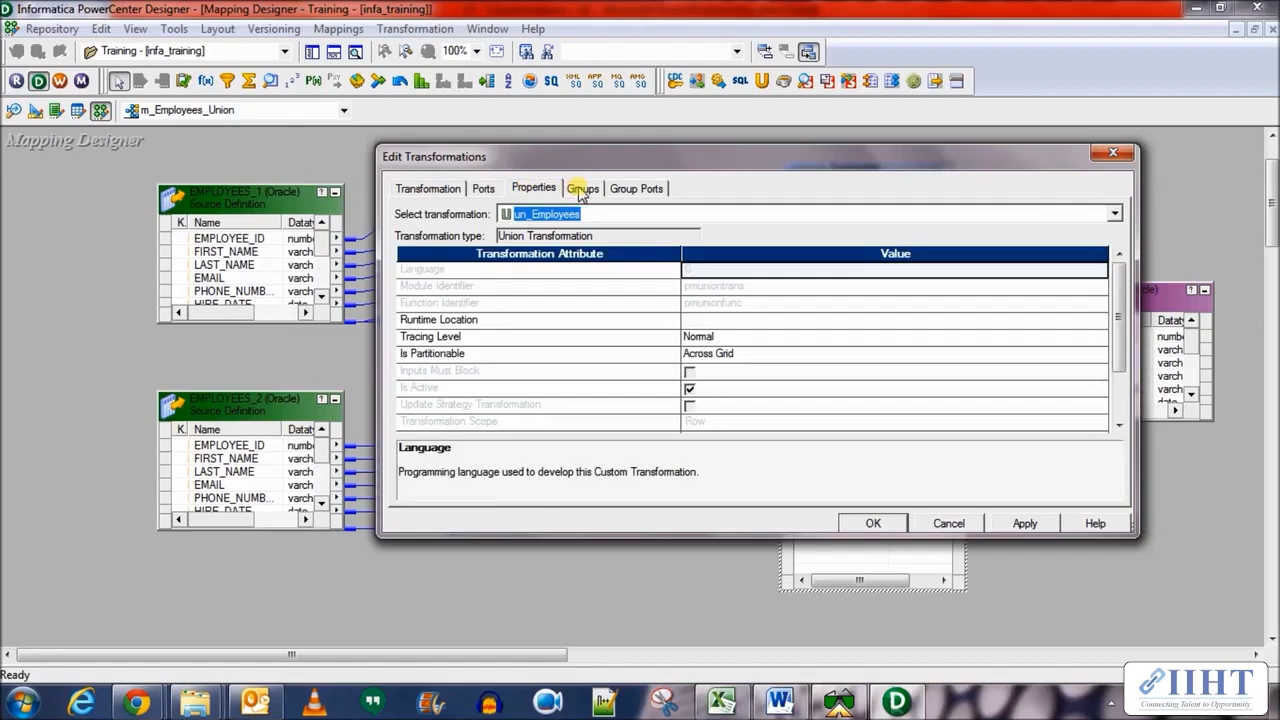 Informatica PowerCenter Designer - [Mapping Designer - Training - [infa_training]]
Repository Edit View Tools Layout Versioning Mappings Transformation Window Help
Training - [infa_training]
100%
m_Employees_Union
Mapping Designer
EMPLOYEES_1 (Oracle)
Source Definition
K Name Datat
EMPLOYEE_ID numb
FIRST_NAME varch
LAST_NAME varch
EMAIL varch
PHONE_NUMB... varch
HIRE_DATE date
EMPLOYEES_2 (Oracle)
Source Definition
K Name Datat
EMPLOYEE_ID numb
FIRST_NAME varch
LAST_NAME varch
EMAIL varch
PHONE_NUMB... varch
HIRE_DATE date
Edit Transformations
Transformation Ports Properties Groups Group Ports
Select transformation: un_Employees
Transformation type: Union Transformation
Transformation Attribute Value
Language C
Module Identifier pmuniontrans
Function Identifier pmunionfunc
Runtime Location
Tracing Level Normal
Is Partitionable Across Grid
Inputs Must Block
Is Active
Update Strategy Transformation
Transformation Scope Row
Language
Programming language used to develop this Custom Transformation.
OK Cancel Apply Help
cle)
Dataty
numb
varch
varch
varch
varch
Ready
IIHT
Connecting Talent to Opportunity